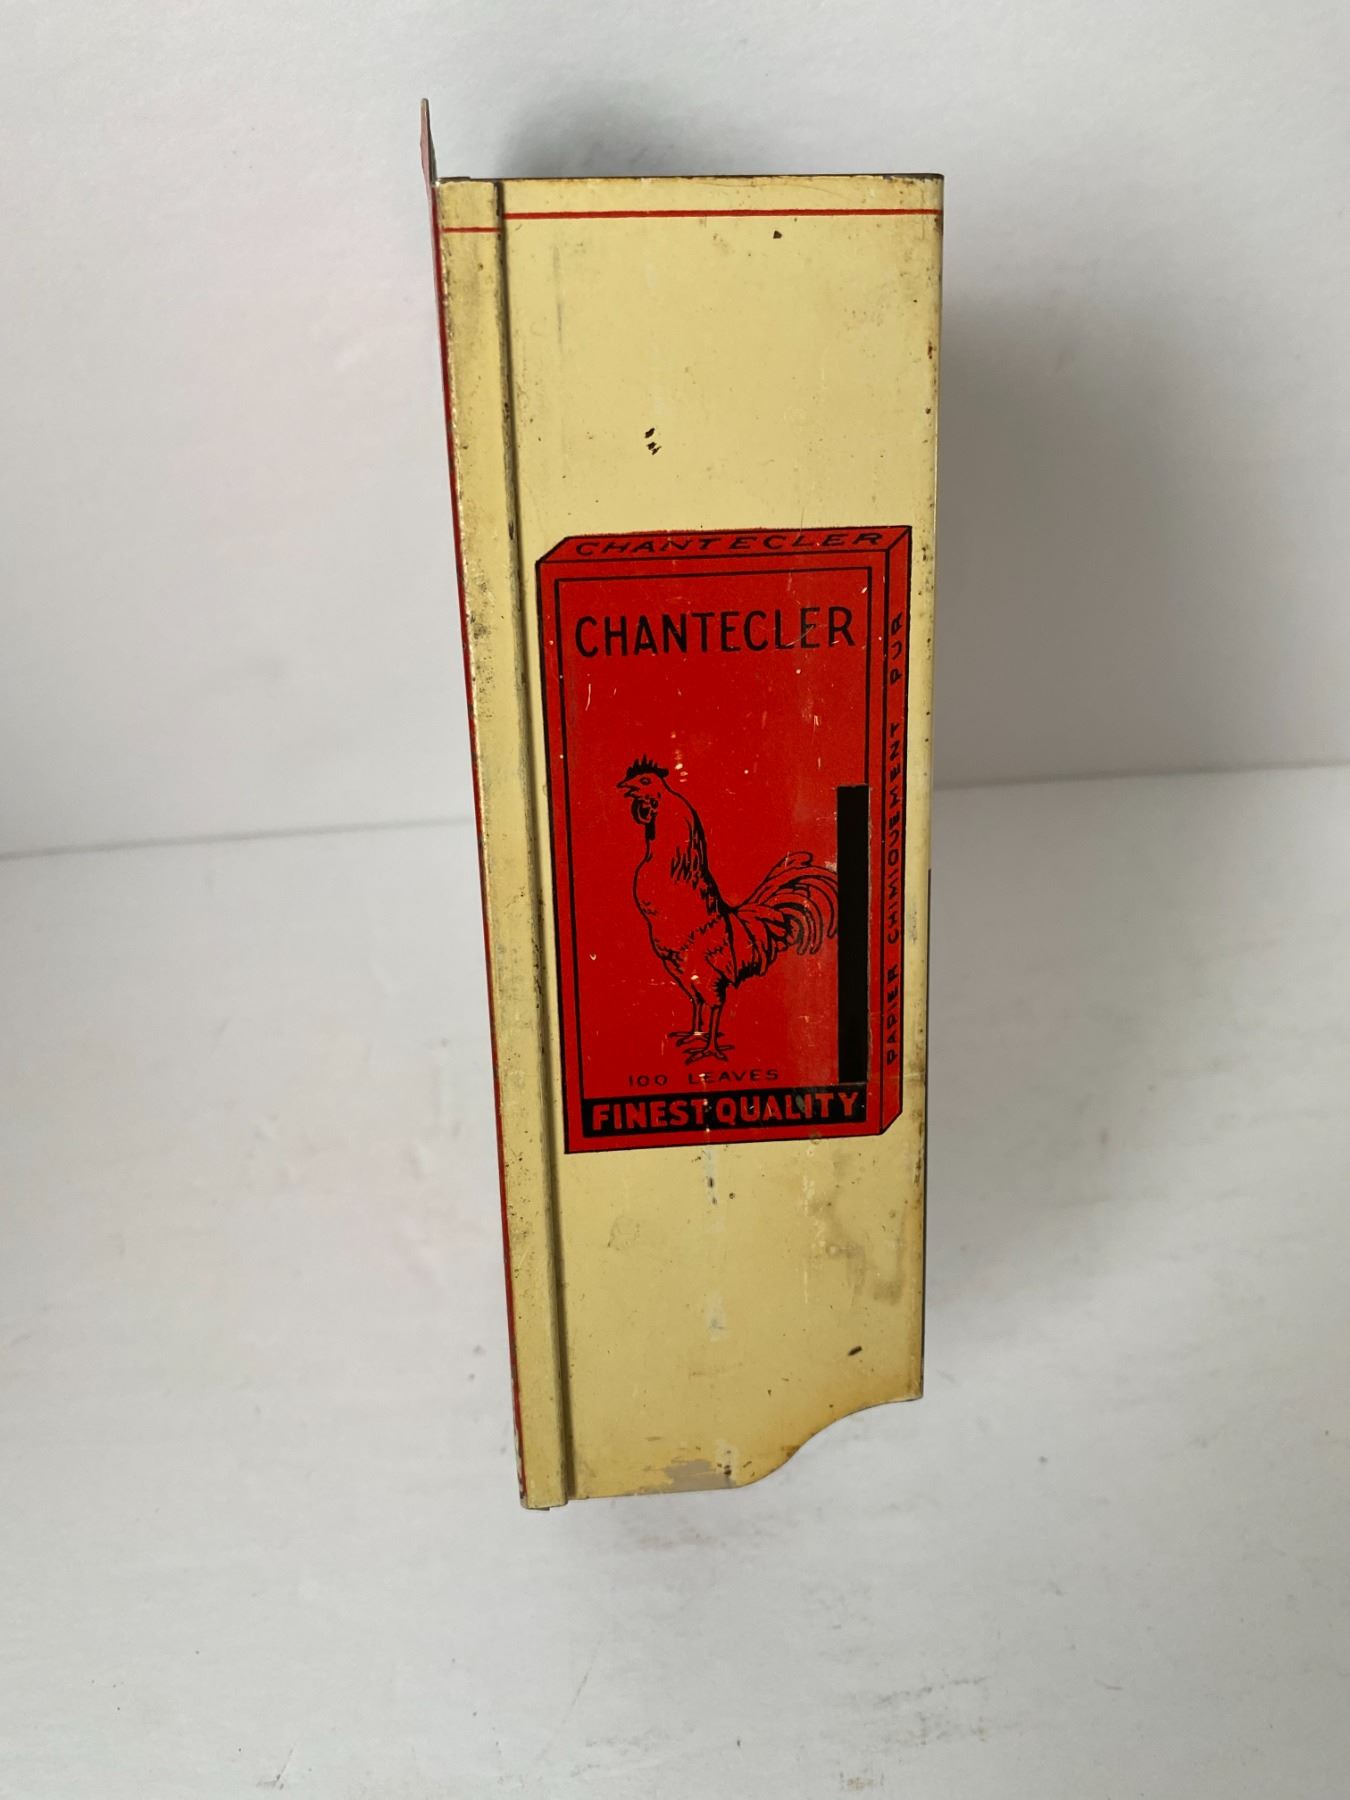 CHANTECLER
CHANTECLER
100 LEAVES
FINEST QUALITY
PAPIER CHIMIQUEMENT PUR